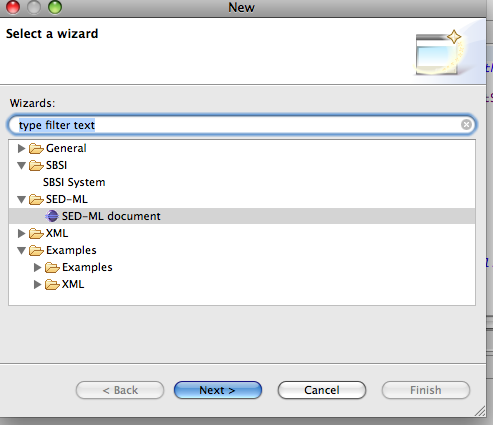 New
Select a wizard
Wizards:
type filter text
General
SBSI
SBSI System
SED-ML
SED-ML document
XML
Examples
Examples
XML
< Back
Next >
Cancel
Finish